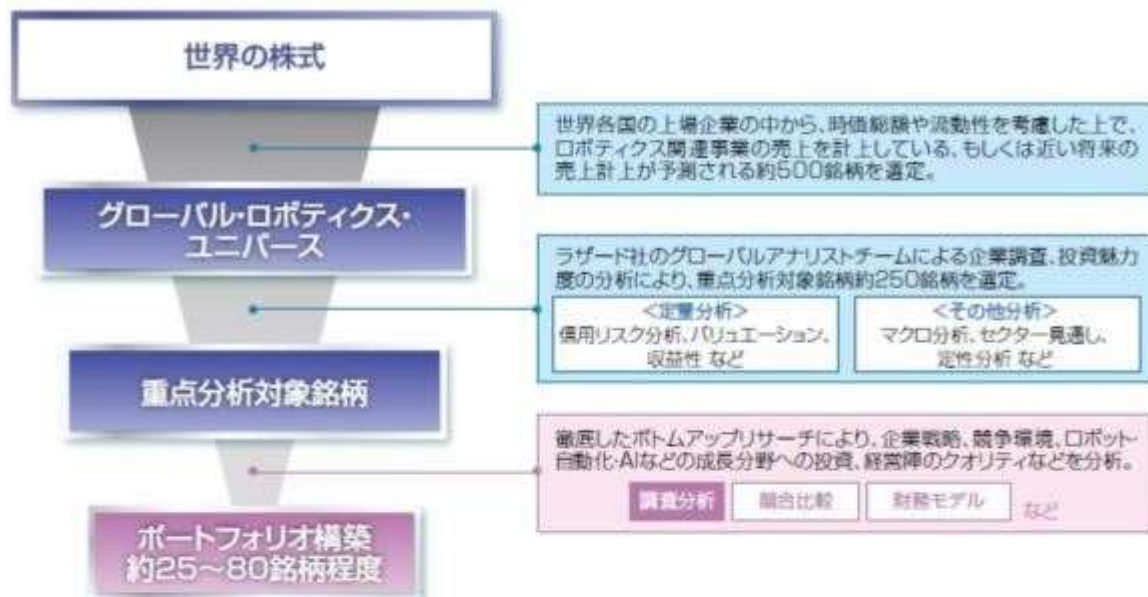 世界の株式
世界各国の上場企業の中から、時価総額や流動性を考慮した上で、
ロボティクス関連事業の売上を計上している、もしくは近い将来の
売上計上が予測される約500銘柄を選定。
グローバル・ロボティクス・
ユニバース
ラザード社のグローバルアナリストチームによる企業調査、投資魅力
度の分析により、重点分析対象銘柄約250銘柄を選定。
<定量分析>
信用リスク分析、バリュエーション、
収益性 など
<その他分析>
マクロ分析、セクター見通し、
定性分析 など
重点分析対象銘柄
徹底したボトムアップリサーチにより、企業戦略、競争環境、ロボット・
自動化・AIなどの成長分野への投資、経営陣のクオリティなどを分析。
調査分析
競合比較
財務モデル
など
ポートフォリオ構築
約25～80銘柄程度